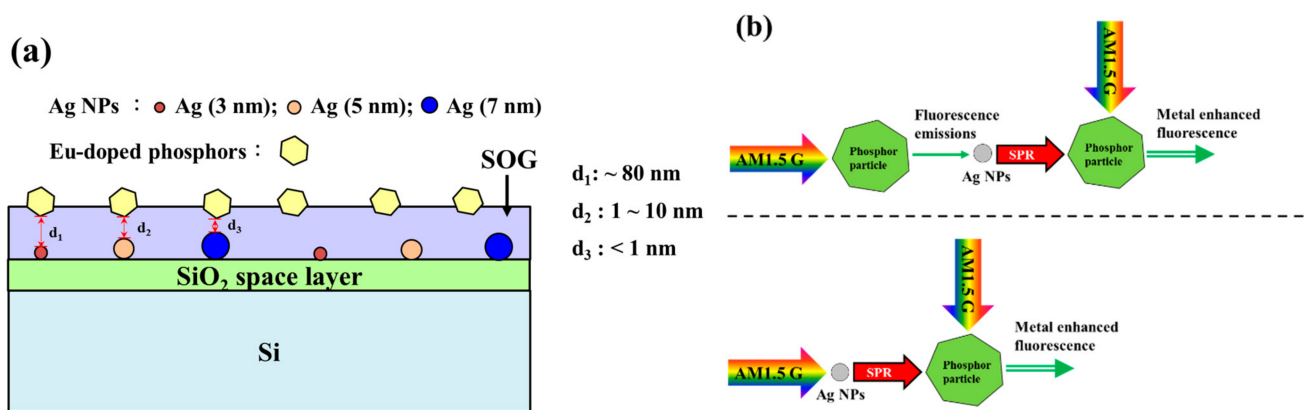 (a)
Ag NPs : Ag (3 nm); Ag (5 nm); Ag (7 nm)
Eu-doped phosphors :
SOG
d₁
d₂
d₃
SiO₂ space layer
Si
d₁: ~ 80 nm
d₂ : 1 ~ 10 nm
d₃ : < 1 nm
(b)
AM1.5 G
Phosphor
particle
Fluorescence
emissions
Ag NPs
SPR
AM1.5 G
Phosphor
particle
Metal enhanced
fluorescence
AM1.5 G
Ag NPs
SPR
AM1.5 G
Phosphor
particle
Metal enhanced
fluorescence